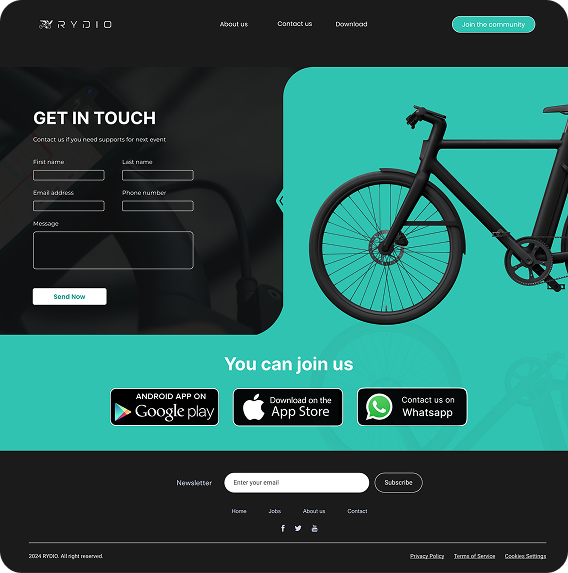 RYDIO
About us
Contact us
Download
Join the community
GET IN TOUCH
Contact us if you need supports for next event
First name
Last name
Email address
Phone number
Message
Send Now
You can join us
ANDROID APP ON
Google play
Download on the
App Store
Contact us on
Whatsapp
Newsletter
Enter your email
Subscribe
Home
Jobs
About us
Contact
2024 RYDIO. All right reserved.
Privacy Policy
Terms of Service
Cookies Settings